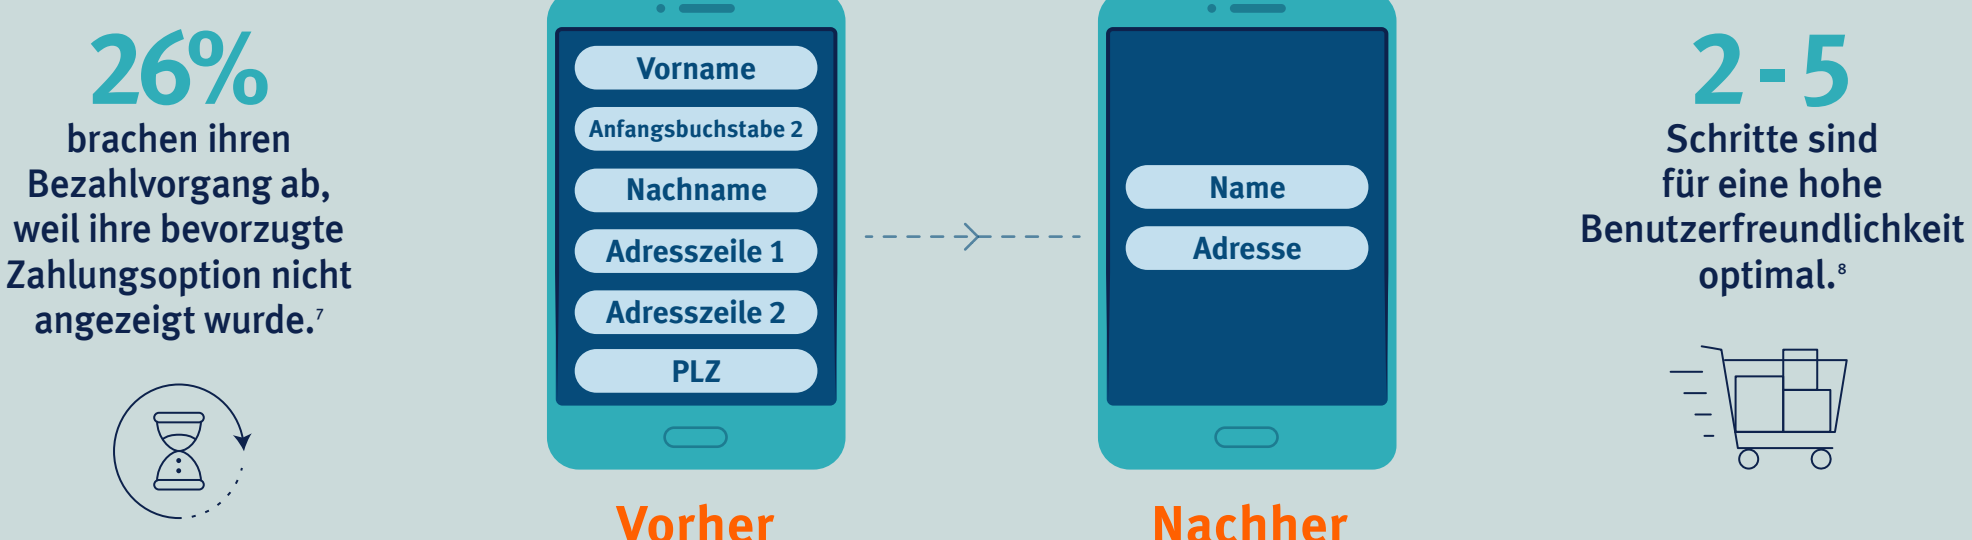 26%
brachen ihren
Bezahlvorgang ab,
weil ihre bevorzugte
Zahlungsoption nicht
angezeigt wurde.7
Vorname
Anfangsbuchstabe 2
Nachname
Adresszeile 1
Adresszeile 2
PLZ
Vorher
Name
Adresse
Nachher
2 - 5
Schritte sind
für eine hohe
Benutzerfreundlichkeit
optimal.8